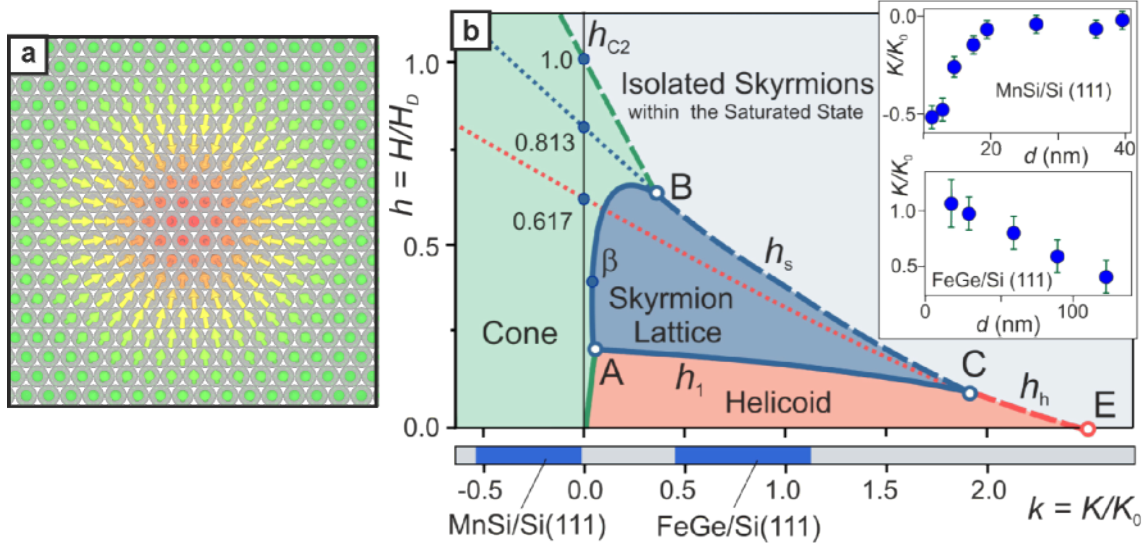 a
b
h_C2
1.0
Isolated Skyrmions
within the Saturated State
0.813
B
0.617
h_s
β
Skyrmion
Lattice
Cone
A
h_1
Helicoid
C
h_h
E
h = H/H_D
1.0
0.5
0.0
-0.5
0.0
0.5
1.0
1.5
2.0
k = K/K_0
MnSi/Si(111)
FeGe/Si(111)
K/K_0
0.0
-0.5
MnSi/Si (111)
20
40
d (nm)
K/K_0
1.0
0.5
FeGe/Si (111)
0
100
d (nm)